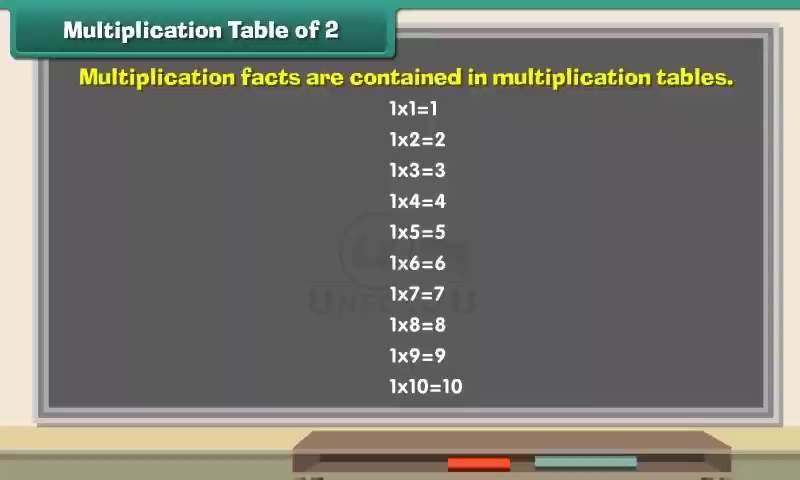 Multiplication Table of 2
Multiplication facts are contained in multiplication tables.
1x1=1
1x2=2
1x3=3
1x4=4
1x5=5
1x6=6
1x7=7
1x8=8
1x9=9
1x10=10